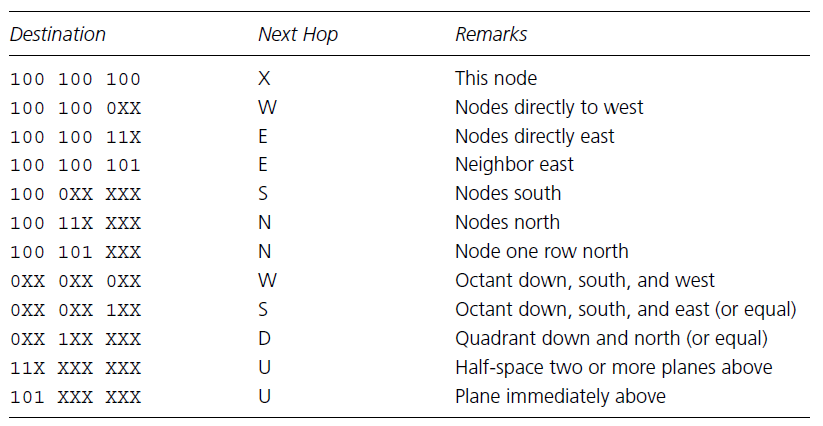 Destination Next Hop Remarks
100 100 100 X This node
100 100 0XX W Nodes directly to west
100 100 11X E Nodes directly east
100 100 101 E Neighbor east
100 0XX XXX S Nodes south
100 11X XXX N Nodes north
100 101 XXX N Node one row north
0XX 0XX 0XX W Octant down, south, and west
0XX 0XX 1XX S Octant down, south, and east (or equal)
0XX 1XX XXX D Quadrant down and north (or equal)
11X XXX XXX U Half-space two or more planes above
101 XXX XXX U Plane immediately above